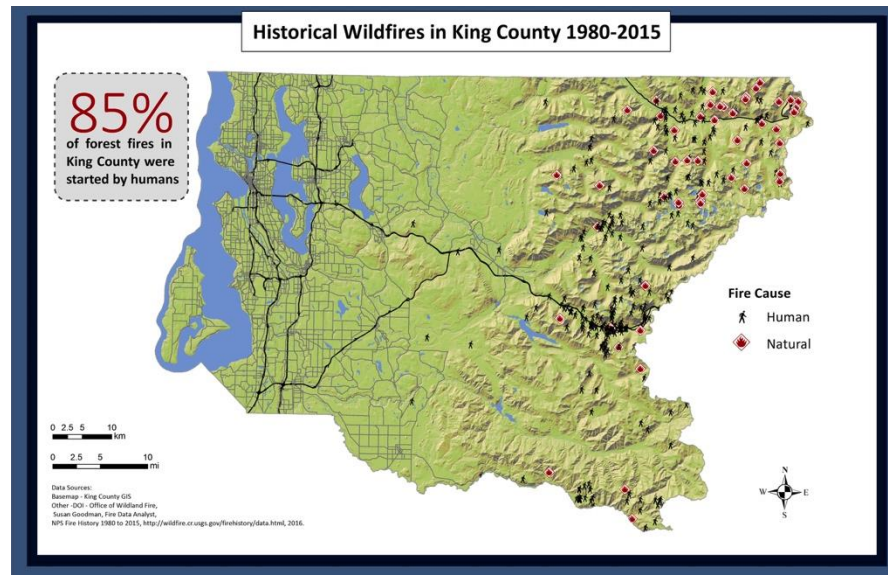 Historical Wildfires in King County 1980-2015
85%
of forest fires in
King County were
started by humans
Fire Cause
Human
Natural
0 2.5 5 10
km
0 2.5 5 10
mi
N
W E
S
Data Sources:
Basemap - King County GIS
Other -DOI - Office of Wildland Fire,
Susan Goodman, Fire Data Analyst,
NPS Fire History 1980 to 2015, http://wildfire.cr.usgs.gov/firehistory/data.html, 2016.